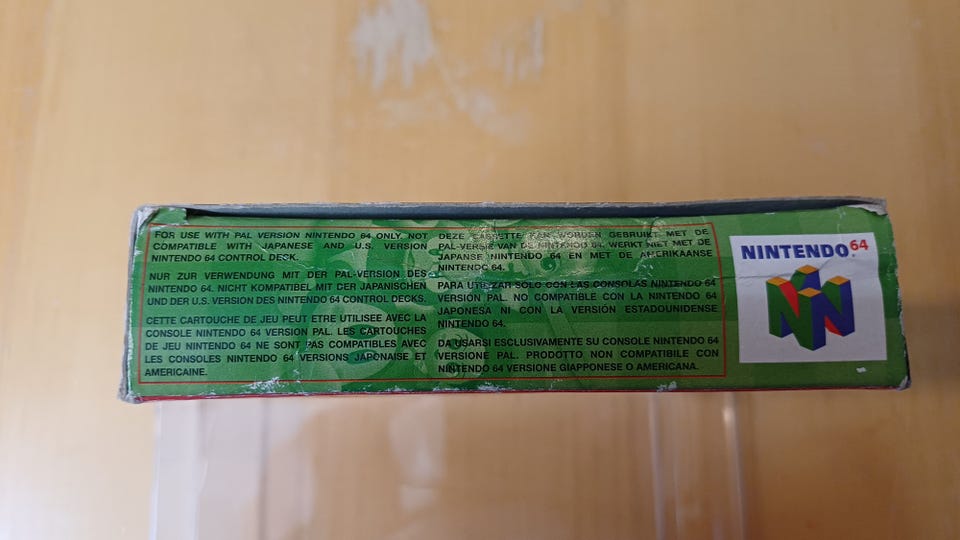 FOR USE WITH PAL VERSION NINTENDO 64 ONLY. NOT
COMPATIBLE WITH JAPANESE AND U.S. VERSION
NINTENDO 64 CONTROL DECK.
NUR ZUR VERWENDUNG MIT DER PAL-VERSION DES
NINTENDO 64. NICHT KOMPATIBEL MIT DER JAPANISCHEN
UND DER U.S. VERSION DES NINTENDO 64 CONTROL DECKS.
CETTE CARTOUCHE DE JEU PEUT ETRE UTILISEE AVEC LA
CONSOLE NINTENDO 64 VERSION PAL. LES CARTOUCHES
DE JEU NINTENDO 64 NE SONT PAS COMPATIBLES AVEC
LES CONSOLES NINTENDO 64 VERSIONS JAPONAISE ET
AMERICAINE.
DEZE CASSETTE KAN WORDEN GEBRUIKT MET DE
PAL-VERSIE VAN DE NINTENDO 64. WERKT NIET MET DE
JAPANSE NINTENDO 64 EN MET DE AMERIKAANSE
NINTENDO 64.
PARA UTILIZAR SOLO CON LAS CONSOLAS NINTENDO 64
VERSIÓN PAL. NO COMPATIBLE CON LA NINTENDO 64
JAPONESA NI CON LA VERSIÓN ESTADOUNIDENSE
NINTENDO 64.
DA USARSI ESCLUSIVAMENTE SU CONSOLE NINTENDO 64
VERSIONE PAL. PRODOTTO NON COMPATIBILE CON
NINTENDO 64 VERSIONE GIAPPONESE O AMERICANA.
NINTENDO 64